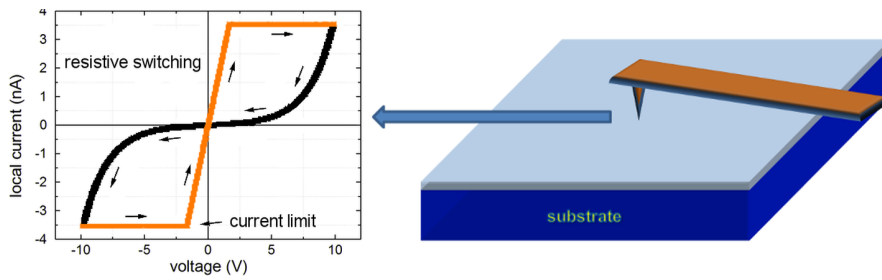 4
3
2
1
0
-1
-2
-3
-4
local current (nA)
resistive switching
current limit
-10 -5 0 5 10
voltage (V)
substrate